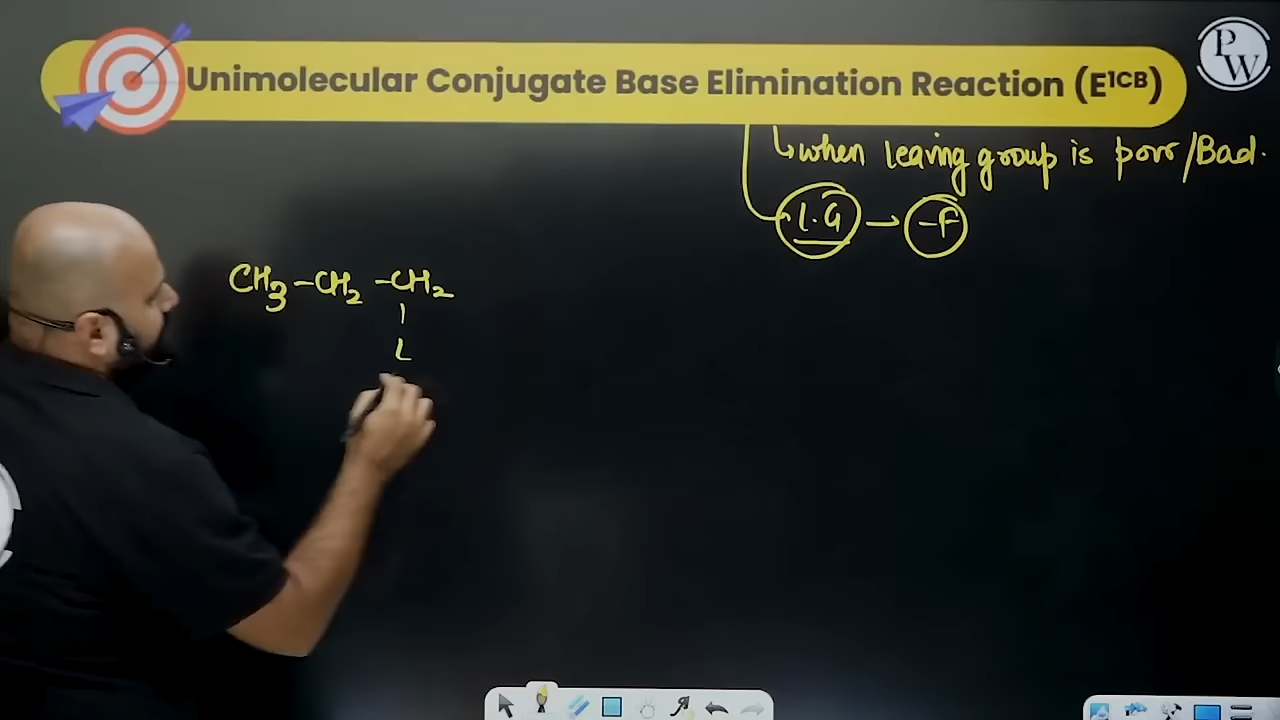 Unimolecular Conjugate Base Elimination Reaction (E¹ᶜᴮ)
PW
↳ when leaving group is poor/Bad.
L.G → -F
CH₃-CH₂-CH₂
|
L